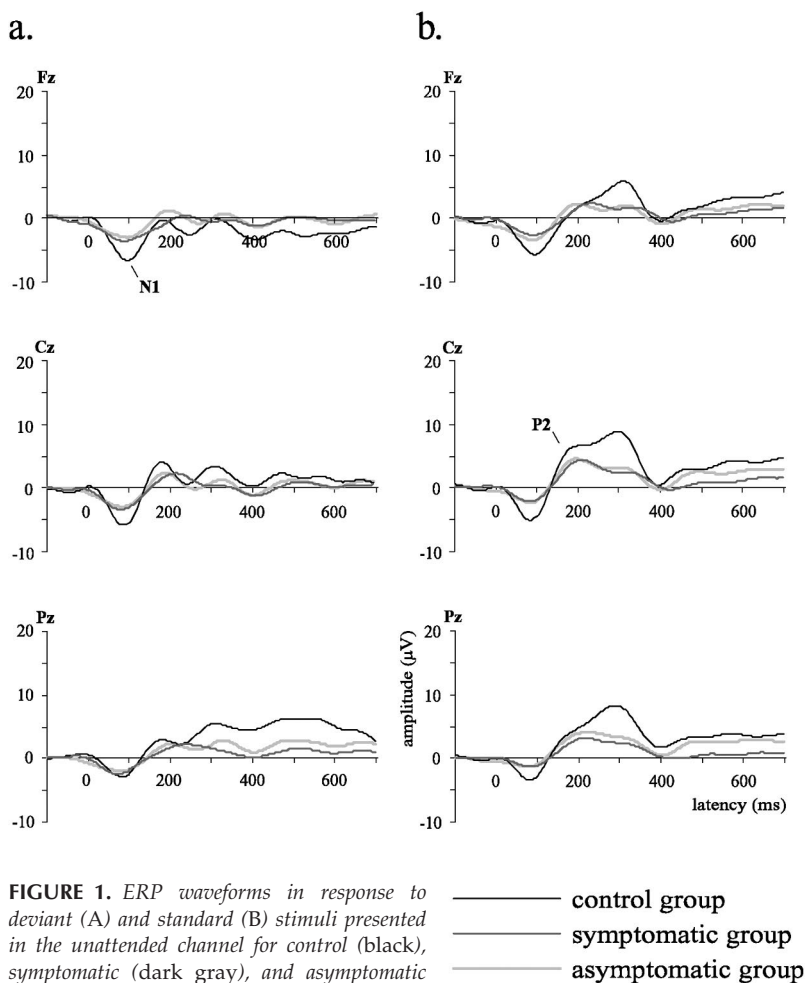 a.
b.
Fz
20
10
0
-10
0 200 400 600
N1
Fz
20
10
0
-10
0 200 400 600
Cz
20
10
0
-10
0 200 400 600
Cz
20
10
0
-10
0 200 400 600
P2
Pz
20
10
0
-10
0 200 400 600
Pz
20
10
0
-10
0 200 400 600
amplitude (µV)
latency (ms)
FIGURE 1. ERP waveforms in response to
deviant (A) and standard (B) stimuli presented
in the unattended channel for control (black),
symptomatic (dark gray), and asymptomatic
control group
symptomatic group
asymptomatic group